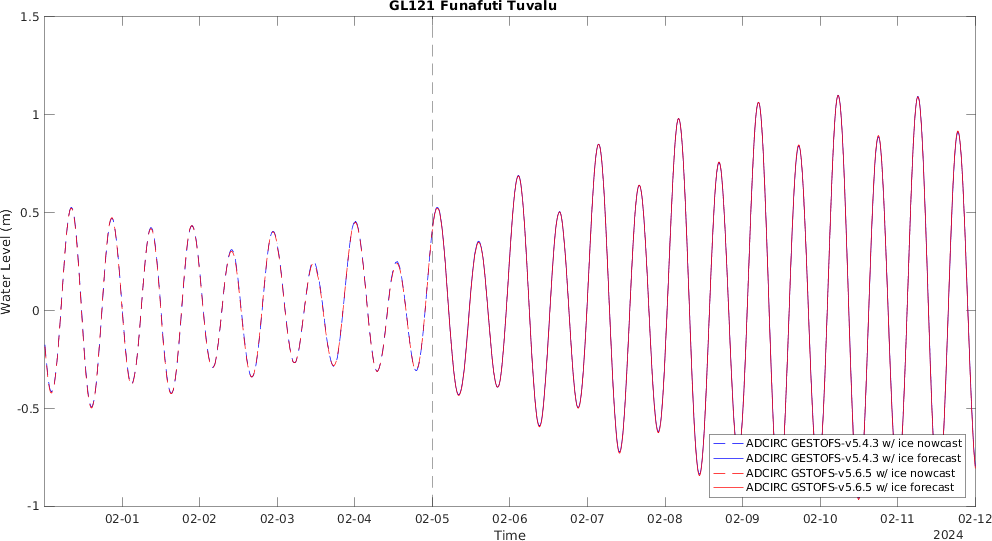 GL121 Funafuti Tuvalu
1.5
1
0.5
0
-0.5
-1
Water Level (m)
ADCIRC GESTOFS-v5.4.3 w/ ice nowcast
ADCIRC GESTOFS-v5.4.3 w/ ice forecast
ADCIRC GSTOFS-v5.6.5 w/ ice nowcast
ADCIRC GSTOFS-v5.6.5 w/ ice forecast
02-01 02-02 02-03 02-04 02-05 02-06 02-07 02-08 02-09 02-10 02-11 02-12
Time
2024